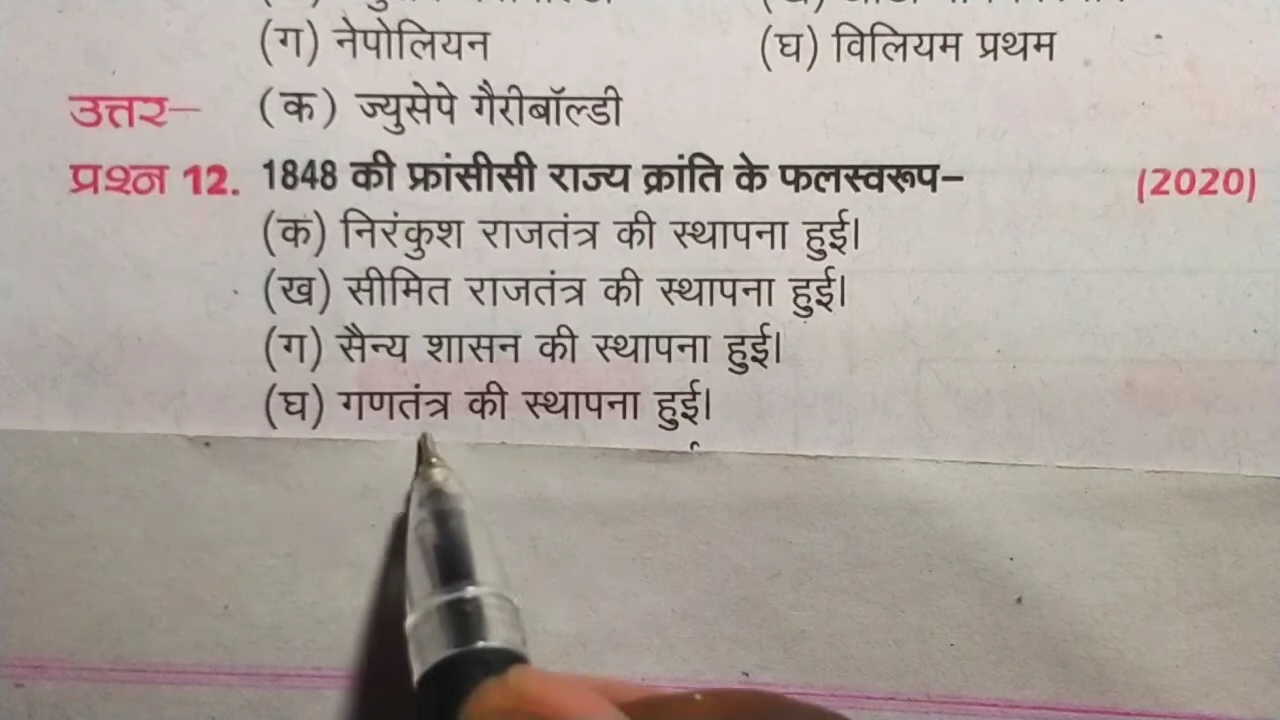 (ग) नेपोलियन (घ) विलियम प्रथम
उत्तर– (क) ज्युसेपे गैरीबॉल्डी
प्रश्न 12. 1848 की फ्रांसीसी राज्य क्रांति के फलस्वरूप– (2020)
(क) निरंकुश राजतंत्र की स्थापना हुई।
(ख) सीमित राजतंत्र की स्थापना हुई।
(ग) सैन्य शासन की स्थापना हुई।
(घ) गणतंत्र की स्थापना हुई।